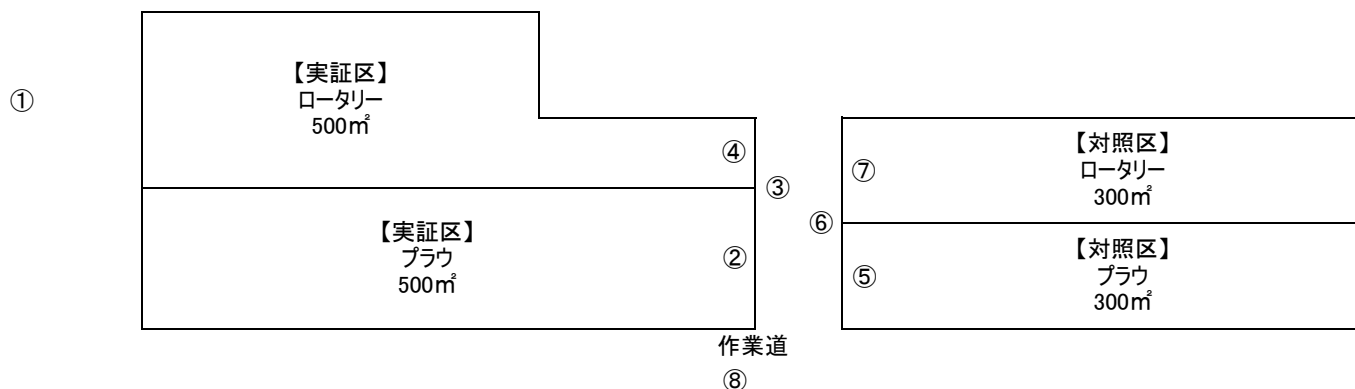 ①
【実証区】
ロータリー
500㎡
④
③
【実証区】
プラウ
500㎡
②
⑦
【対照区】
ロータリー
300㎡
⑥
⑤
【対照区】
プラウ
300㎡
作業道
⑧